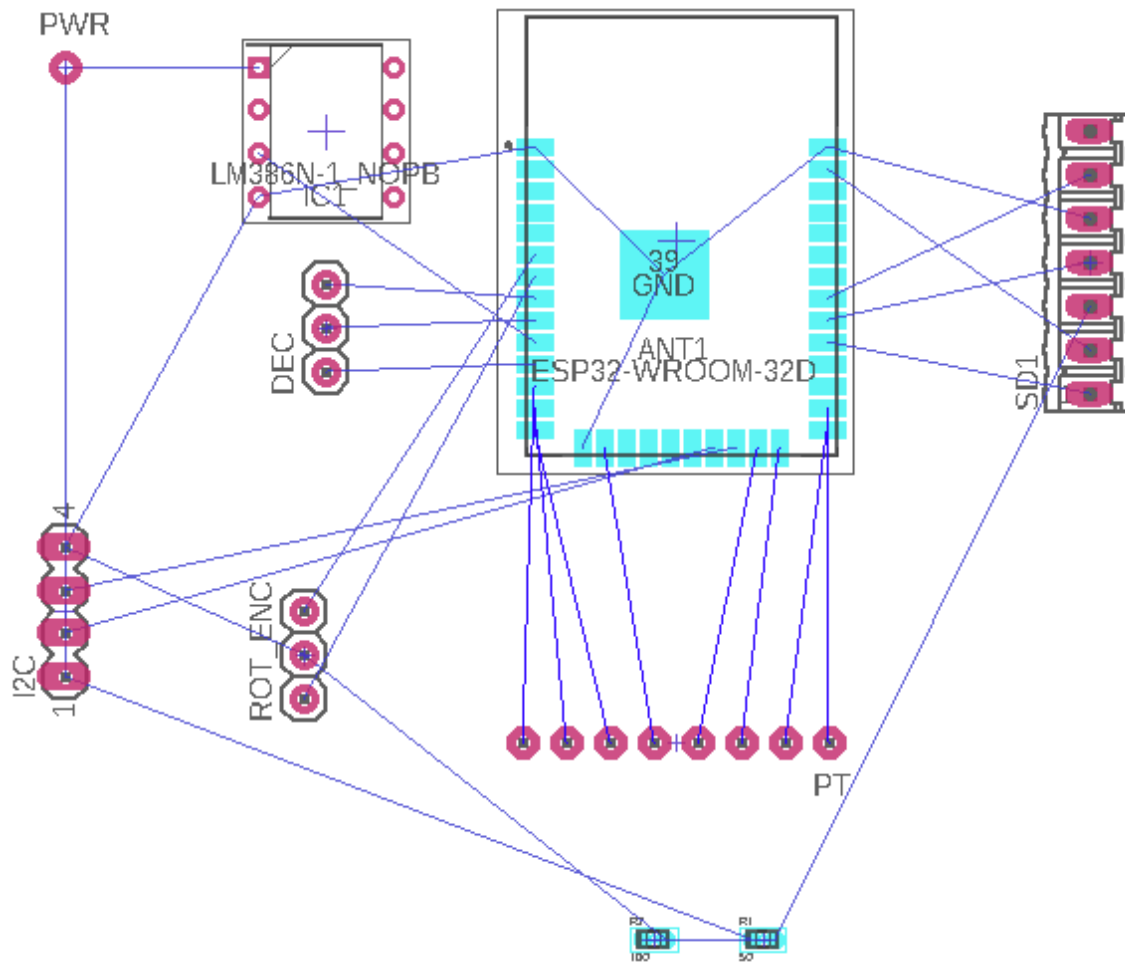 PWR
LM386N-1_NOPB
IC1
39
GND
ANT1
ESP32-WROOM-32D
DEC
SD1
4
I2C
1
ROT_ENC
PT
R1
50